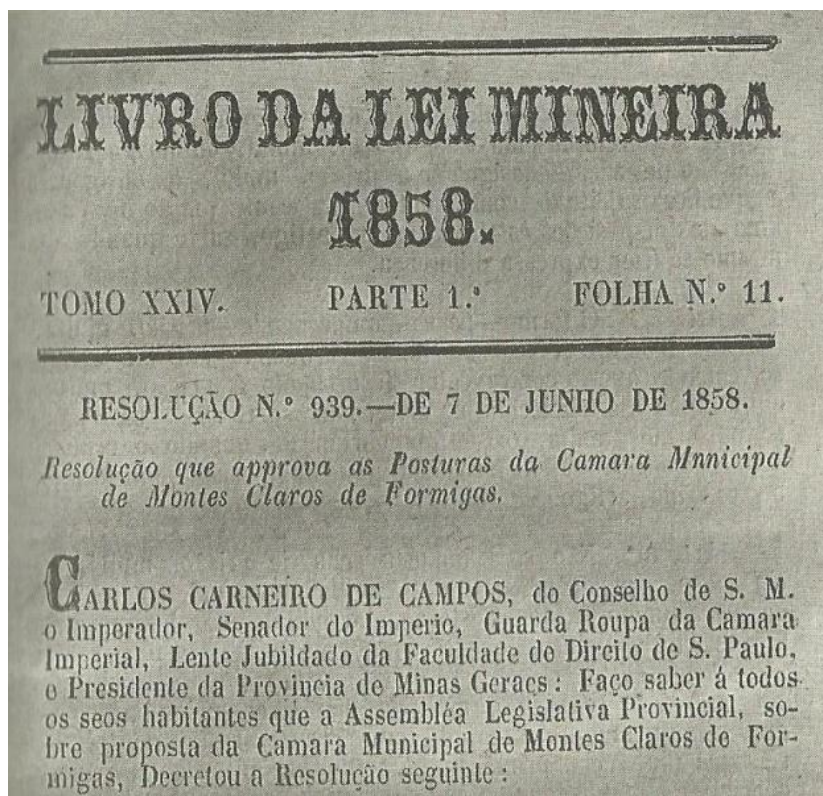 LIVRO DA LEI MINEIRA
1858.
TOMO XXIV. PARTE 1.ª FOLHA N.º 11.
RESOLUÇÃO N.º 939.—DE 7 DE JUNHO DE 1858.
Resolução que approva as Posturas da Camara Mnnicipal
de Montes Claros de Formigas.
CARLOS CARNEIRO DE CAMPOS, do Conselho de S. M.
o Imperador, Senador do Imperio, Guarda Roupa da Camara
Imperial, Lente Jubildado da Faculdade de Direito de S. Paulo,
e Presidente da Provincia de Minas Geraes: Faço saber á todos
os seos habitantes que a Assembléa Legislativa Provincial, so-
bre proposta da Camara Municipal de Montes Claros de For-
migas, Decretou a Resolução seguinte: